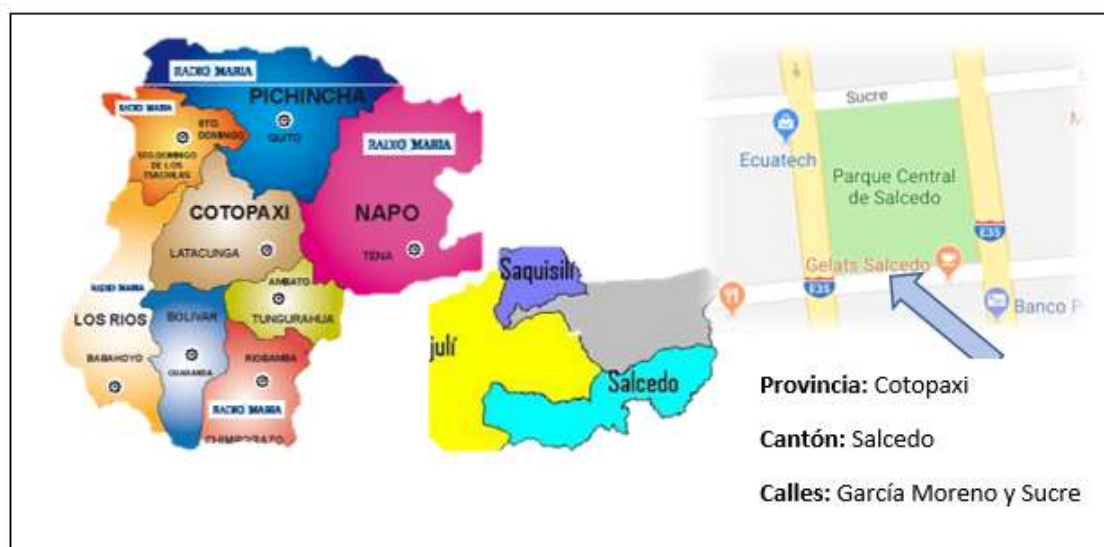 RADIO MARIA
PICHINCHA
QUITO
RADIO MARIA
STO. DOMINGO
STO.DOMINGO DE LOS TSACHILAS
RADIO MARIA
NAPO
TENA
COTOPAXI
LATACUNGA
AMBATO
TUNGURAHUA
RADIO MARIA
LOS RIOS
BABAHOYO
BOLIVAR
GUARANDA
RIOBAMBA
RADIO MARIA
CHIMBORAZO
Saquisilí
julí
Salcedo
Sucre
Ecuatech
Parque Central
de Salcedo
E35
Gelats Salcedo
E35
Banco P
Provincia: Cotopaxi
Cantón: Salcedo
Calles: García Moreno y Sucre